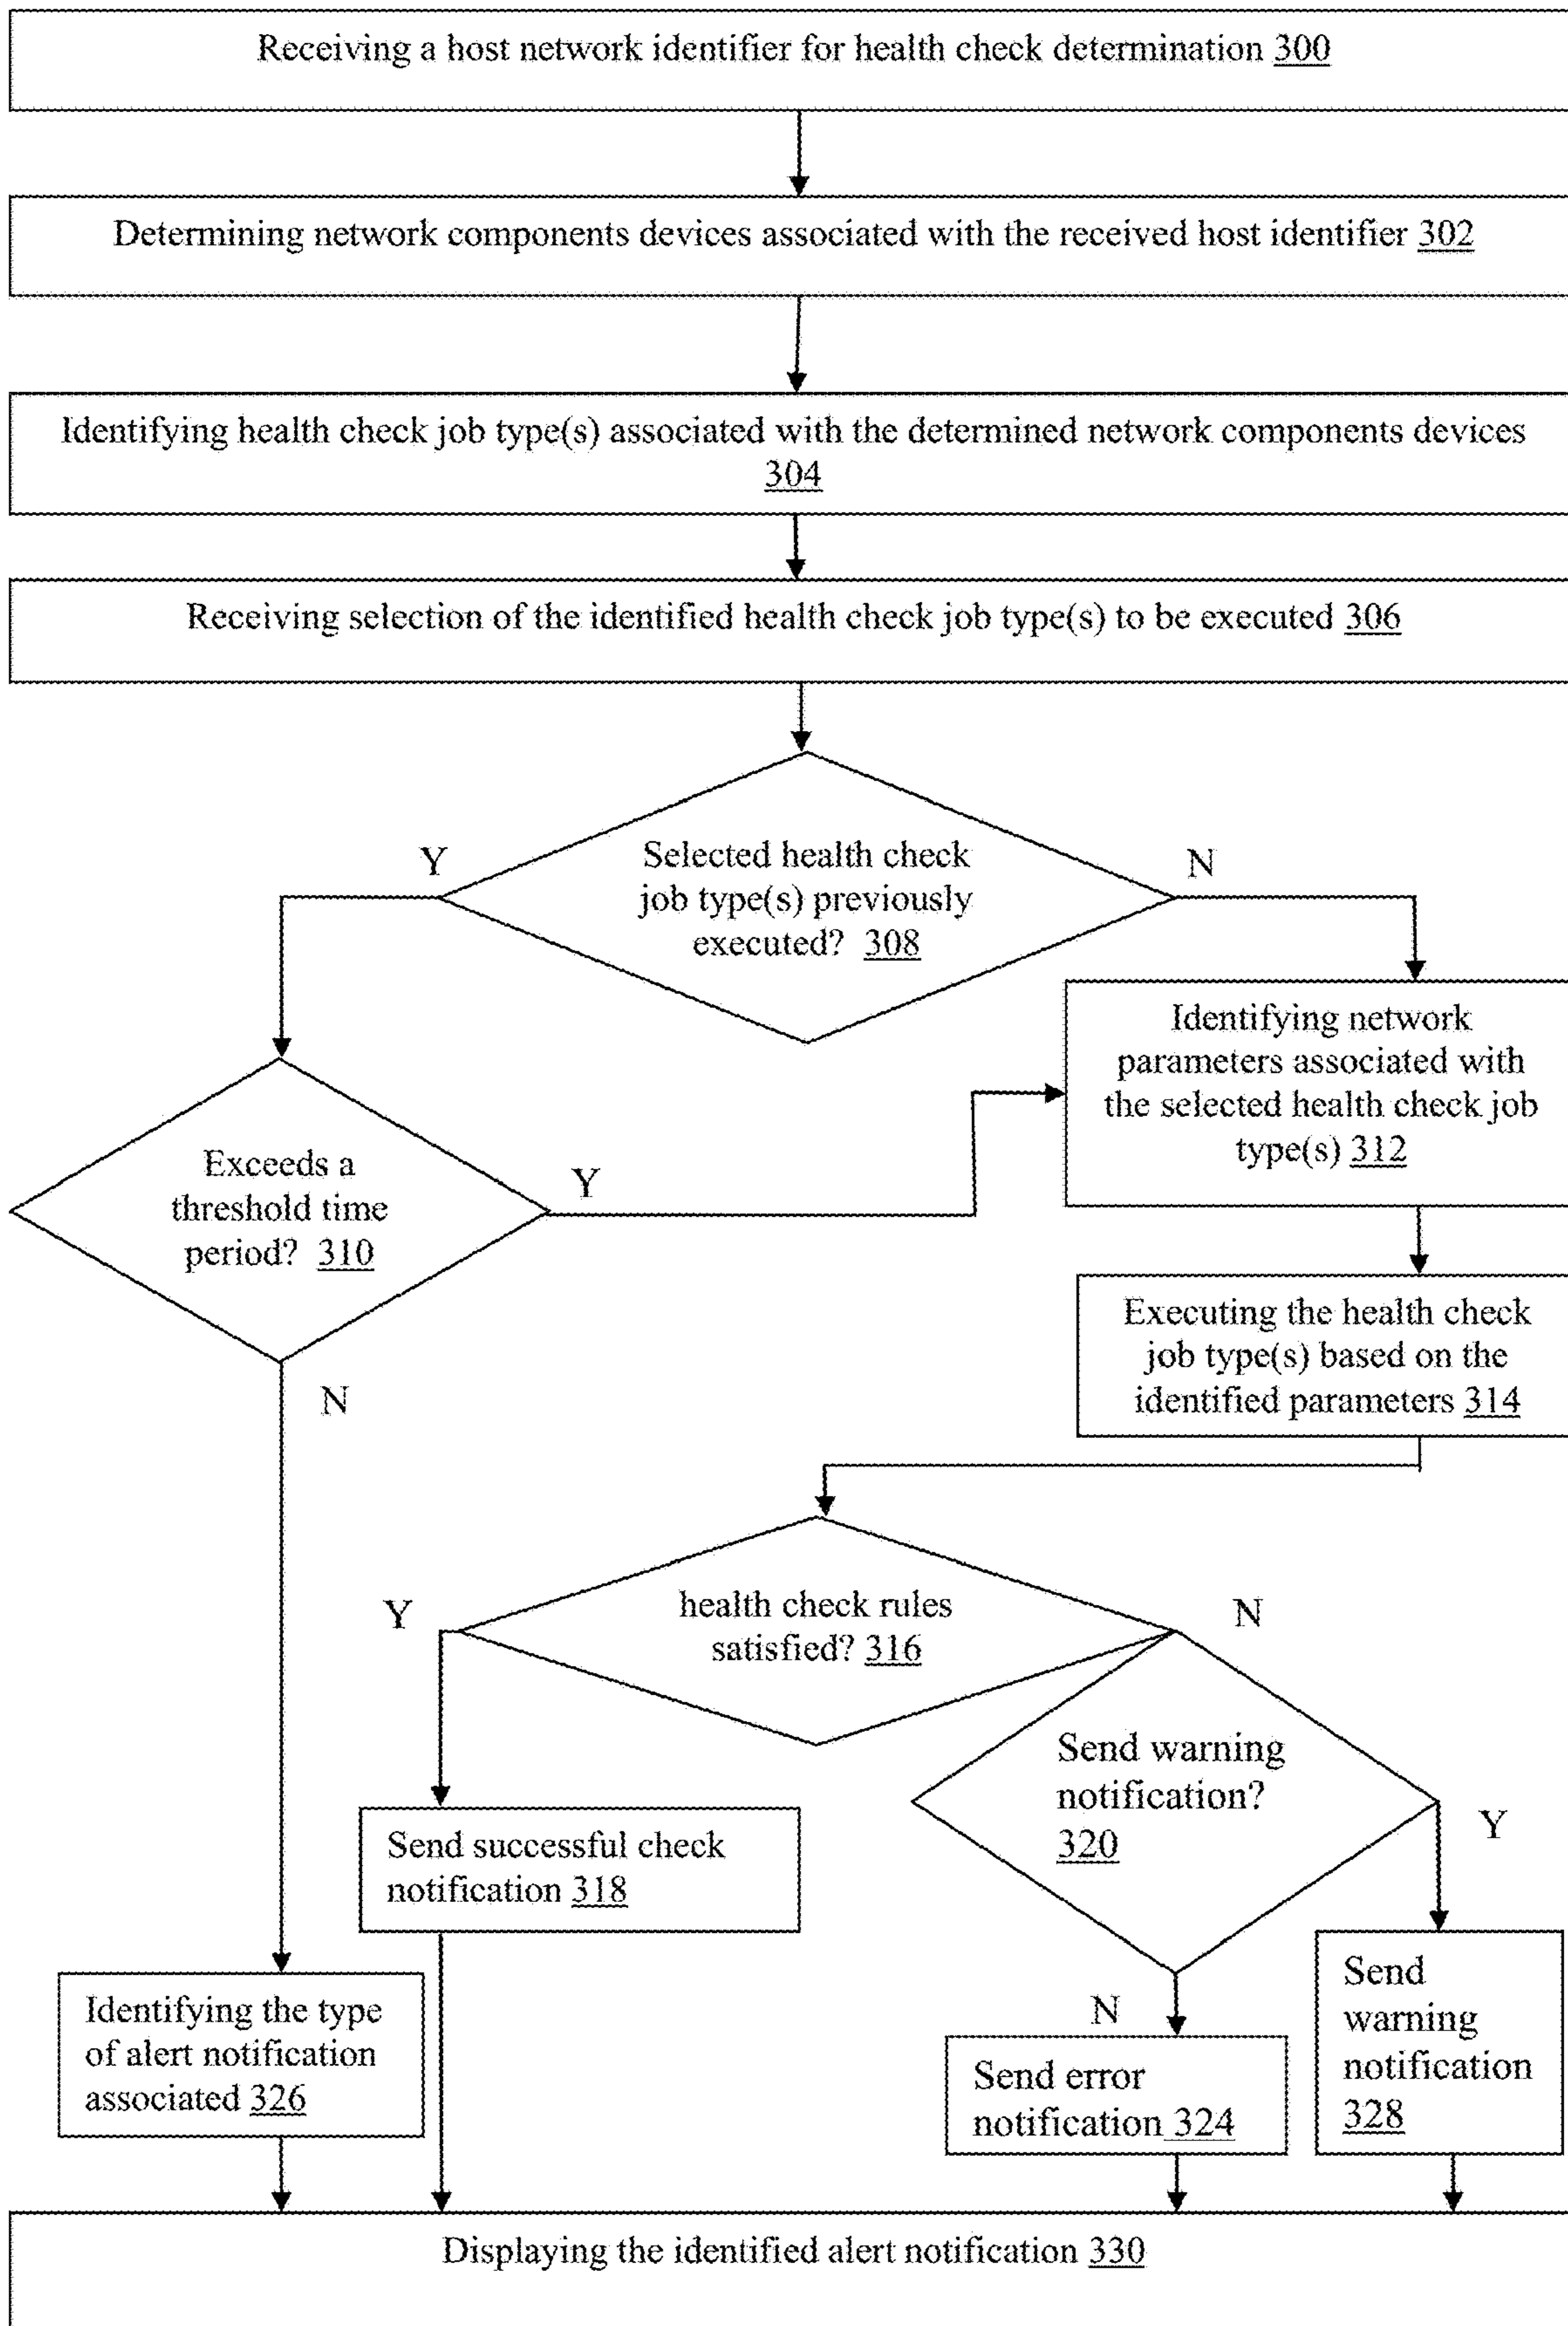 Receiving a host network identifier for health check determination 300
Determining network components devices associated with the received host identifier 302
Identifying health check job type(s) associated with the determined network components devices
304
Receiving selection of the identified health check job type(s) to be executed 306
Y
Selected health check
job type(s) previously
executed? 308
N
Identifying network
parameters associated with
the selected health check job
type(s) 312
Exceeds a
threshold time
period? 310
Y
N
Executing the health check
job type(s) based on the
identified parameters 314
Y
health check rules
satisfied? 316
N
Send warning
notification?
320
Y
N
Send successful check
notification 318
Identifying the type
of alert notification
associated 326
Send error
notification 324
Send
warning
notification
328
Displaying the identified alert notification 330